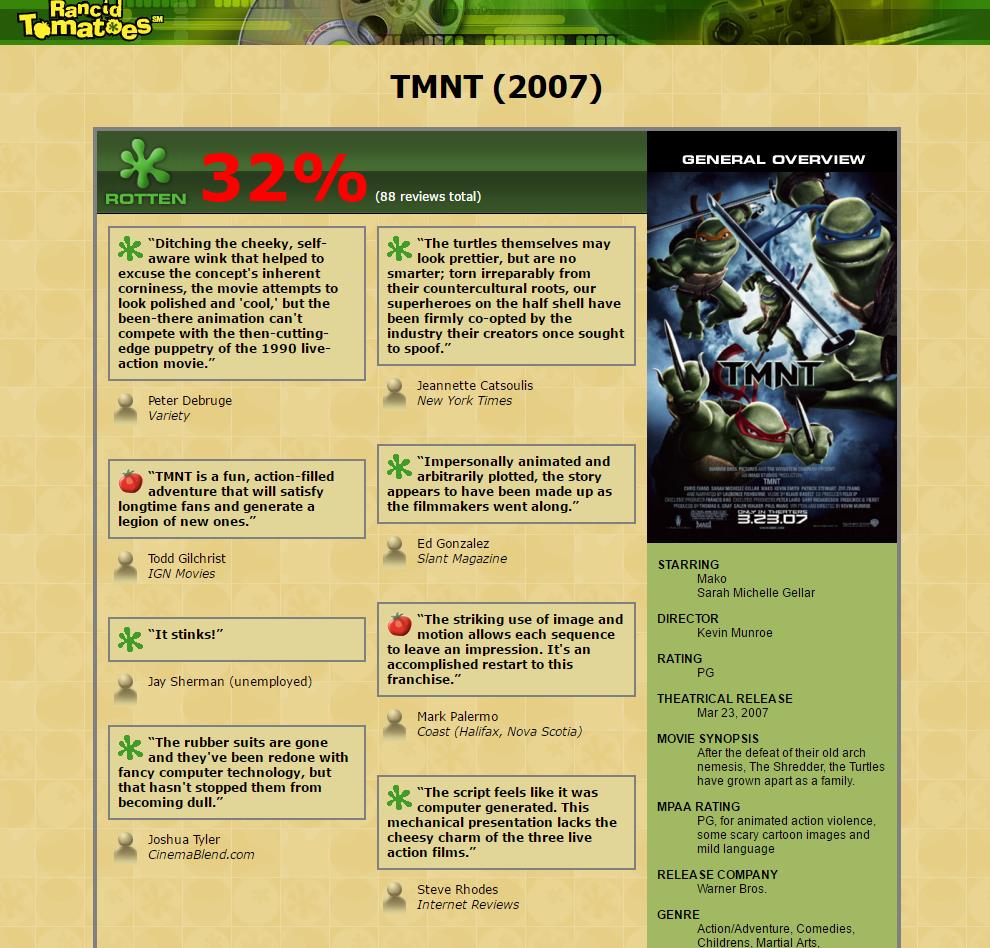 Rancid
Tomatoes SM
TMNT (2007)
ROTTEN
32%
(88 reviews total)
“Ditching the cheeky, self-
aware wink that helped to
excuse the concept's inherent
corniness, the movie attempts to
look polished and 'cool,' but the
been-there animation can't
compete with the then-cutting-
edge puppetry of the 1990 live-
action movie.”
Peter Debruge
Variety
“TMNT is a fun, action-filled
adventure that will satisfy
longtime fans and generate a
legion of new ones.”
Todd Gilchrist
IGN Movies
“It stinks!”
Jay Sherman (unemployed)
“The rubber suits are gone
and they've been redone with
fancy computer technology, but
that hasn't stopped them from
becoming dull.”
Joshua Tyler
CinemaBlend.com
“The turtles themselves may
look prettier, but are no
smarter; torn irreparably from
their countercultural roots, our
superheroes on the half shell have
been firmly co-opted by the
industry their creators once sought
to spoof.”
Jeannette Catsoulis
New York Times
“Impersonally animated and
arbitrarily plotted, the story
appears to have been made up as
the filmmakers went along.”
Ed Gonzalez
Slant Magazine
“The striking use of image and
motion allows each sequence
to leave an impression. It's an
accomplished restart to this
franchise.”
Mark Palermo
Coast (Halifax, Nova Scotia)
“The script feels like it was
computer generated. This
mechanical presentation lacks the
cheesy charm of the three live
action films.”
Steve Rhodes
Internet Reviews
GENERAL OVERVIEW
TMNT
TMNT
ONLY IN THEATERS
3.23.07
STARRING
Mako
Sarah Michelle Gellar
DIRECTOR
Kevin Munroe
RATING
PG
THEATRICAL RELEASE
Mar 23, 2007
MOVIE SYNOPSIS
After the defeat of their old arch
nemesis, The Shredder, the Turtles
have grown apart as a family.
MPAA RATING
PG, for animated action violence,
some scary cartoon images and
mild language
RELEASE COMPANY
Warner Bros.
GENRE
Action/Adventure, Comedies,
Childrens, Martial Arts,